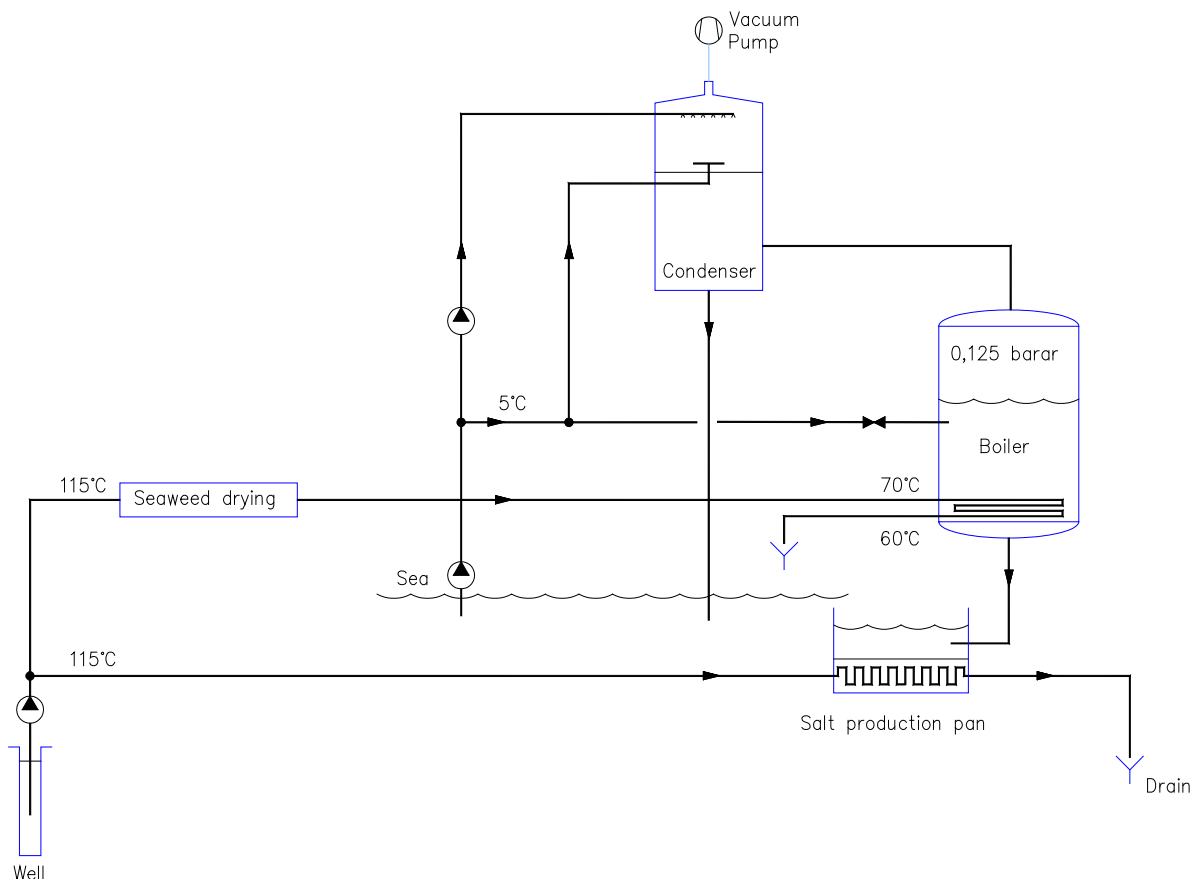 Vacuum
Pump
Condenser
0,125 barar
5°C
Boiler
115°C
Seaweed drying
70°C
60°C
Sea
115°C
Salt production pan
Drain
Well